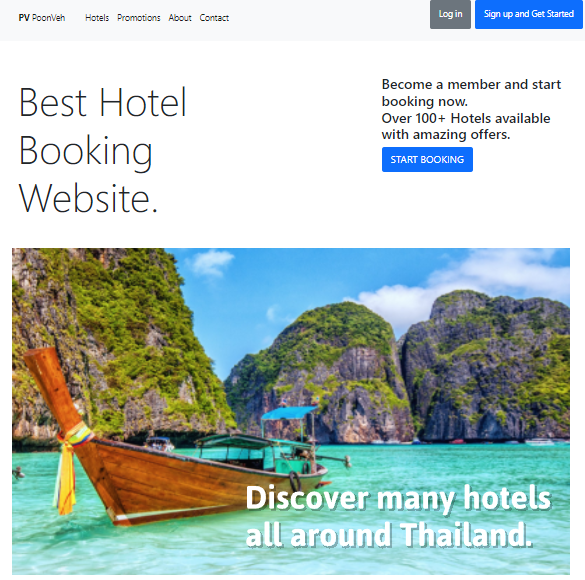 PV PoonVeh Hotels Promotions About Contact Log in Sign up and Get Started
Best Hotel
Booking
Website.
Become a member and start
booking now.
Over 100+ Hotels available
with amazing offers.
START BOOKING
Discover many hotels
all around Thailand.